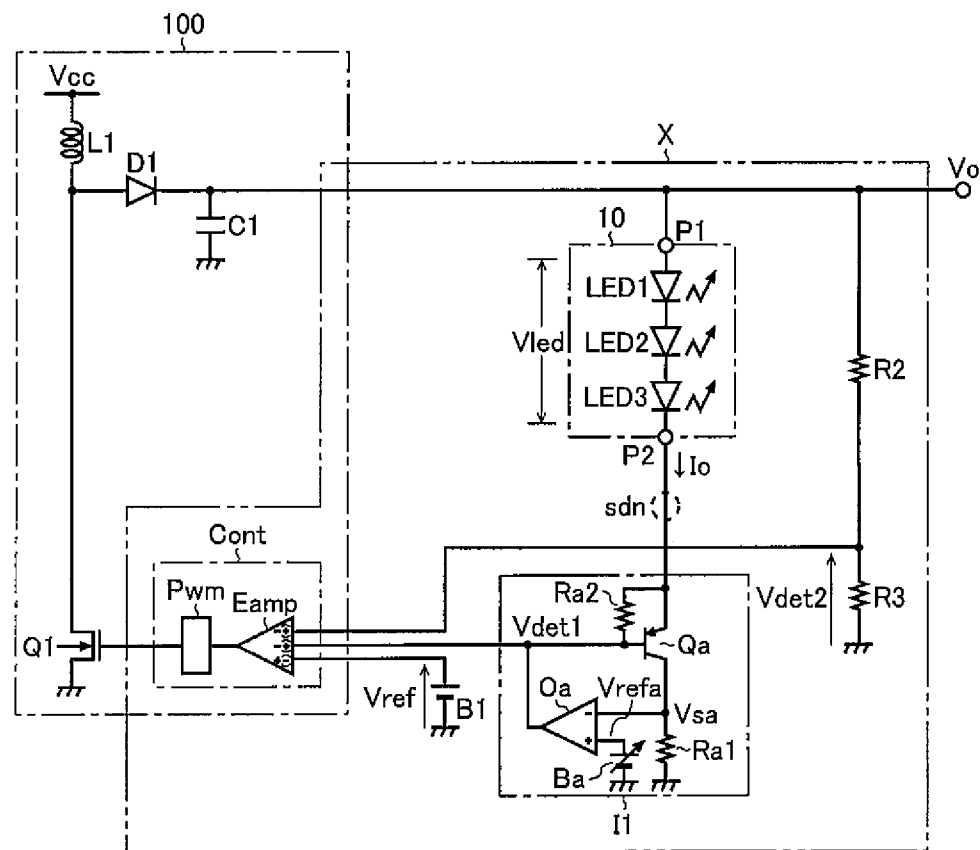 100
Vcc
L1
D1
C1
X
Vo
10
P1
LED1
LED2
LED3
Vled
P2
Io
sdn
R2
R3
Vdet2
Cont
Pwm
Eamp
Q1
Vref
B1
Vdet1
Ra2
Qa
Oa
Vrefa
Vsa
Ra1
Ba
I1